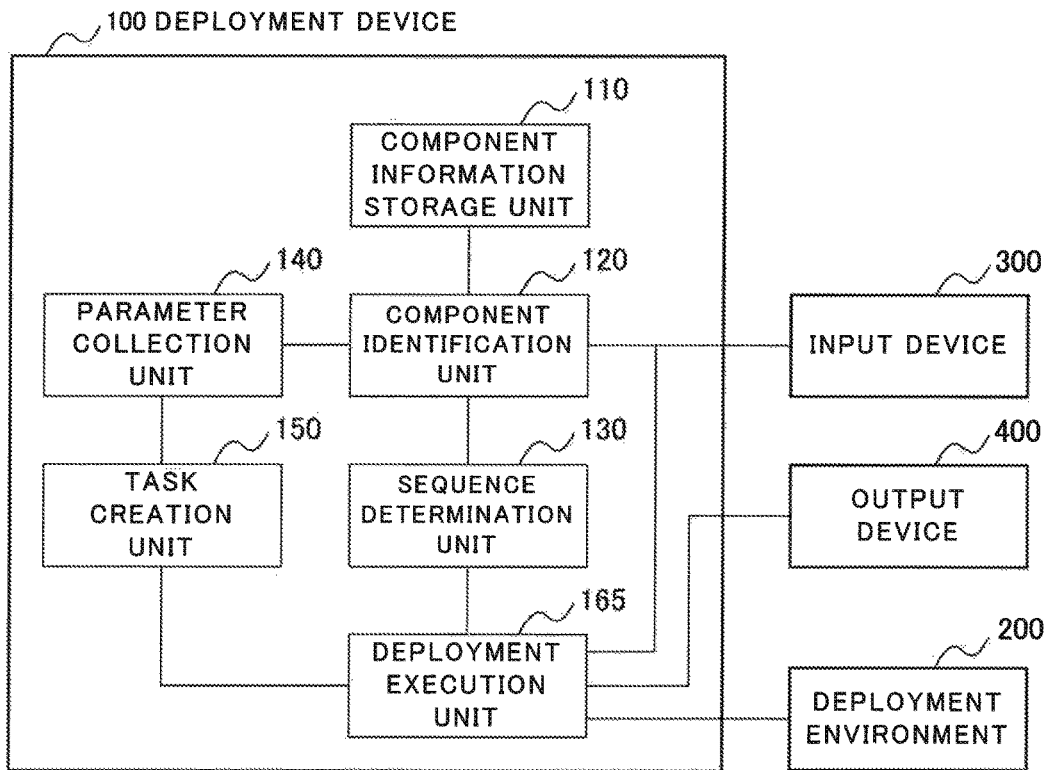 100 DEPLOYMENT DEVICE
110
COMPONENT
INFORMATION
STORAGE UNIT
140
PARAMETER
COLLECTION
UNIT
120
COMPONENT
IDENTIFICATION
UNIT
300
INPUT DEVICE
150
TASK
CREATION
UNIT
130
SEQUENCE
DETERMINATION
UNIT
400
OUTPUT
DEVICE
165
DEPLOYMENT
EXECUTION
UNIT
200
DEPLOYMENT
ENVIRONMENT